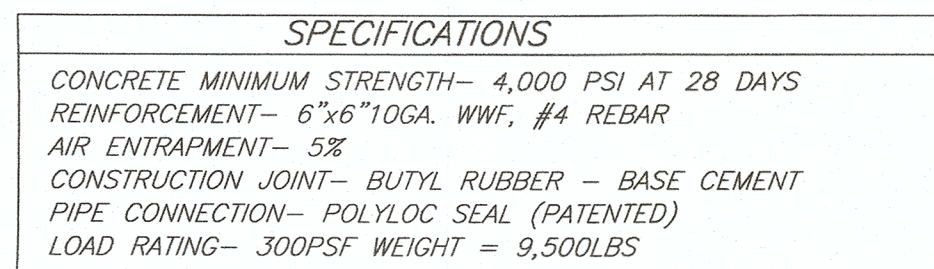 SPECIFICATIONS
CONCRETE MINIMUM STRENGTH– 4,000 PSI AT 28 DAYS
REINFORCEMENT– 6"x6"10GA. WWF, #4 REBAR
AIR ENTRAPMENT– 5%
CONSTRUCTION JOINT– BUTYL RUBBER – BASE CEMENT
PIPE CONNECTION– POLYLOC SEAL (PATENTED)
LOAD RATING– 300PSF WEIGHT = 9,500LBS